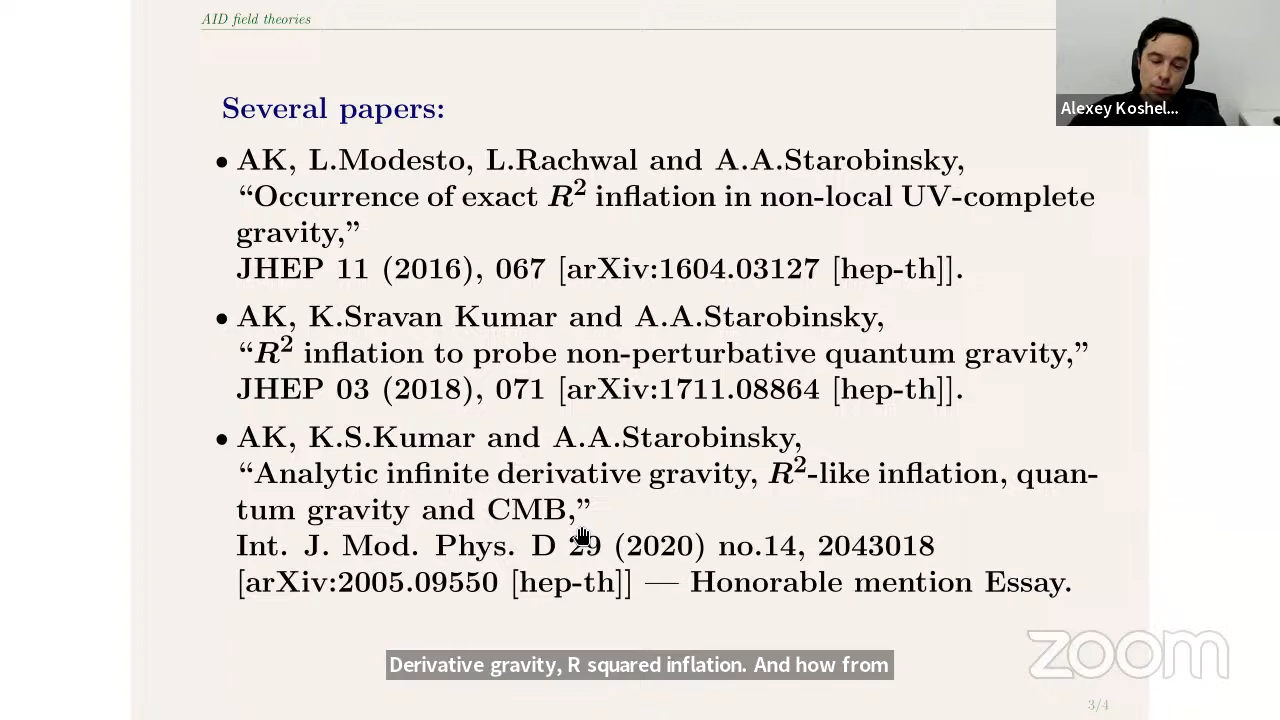 AID field theories
Several papers:
• AK, L.Modesto, L.Rachwal and A.A.Starobinsky,
“Occurrence of exact R² inflation in non-local UV-complete
gravity,”
JHEP 11 (2016), 067 [arXiv:1604.03127 [hep-th]].
• AK, K.Sravan Kumar and A.A.Starobinsky,
“R² inflation to probe non-perturbative quantum gravity,”
JHEP 03 (2018), 071 [arXiv:1711.08864 [hep-th]].
• AK, K.S.Kumar and A.A.Starobinsky,
“Analytic infinite derivative gravity, R²-like inflation, quan-
tum gravity and CMB,”
Int. J. Mod. Phys. D 29 (2020) no.14, 2043018
[arXiv:2005.09550 [hep-th]] — Honorable mention Essay.
Alexey Koshel...
Derivative gravity, R squared inflation. And how from
zoom
3/4